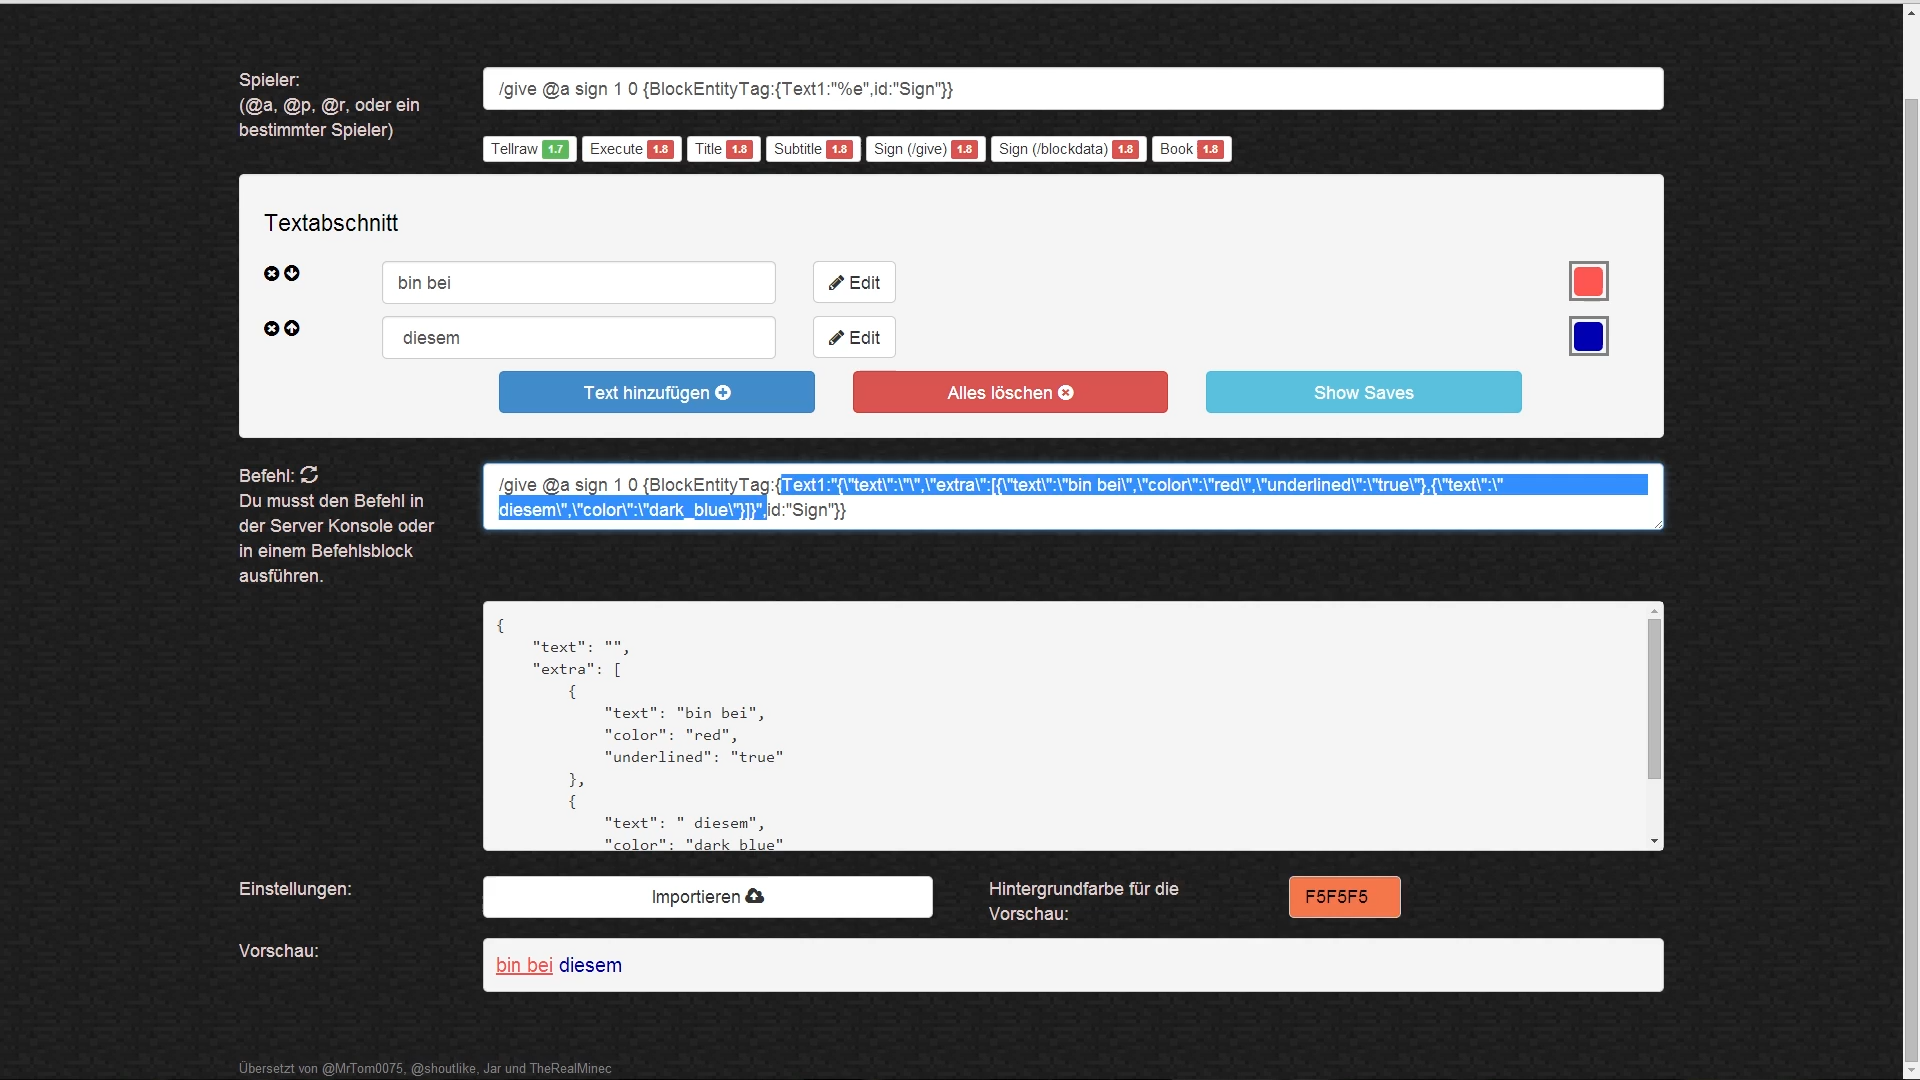 Spieler:
(@a, @p, @r, oder ein
bestimmter Spieler)
/give @a sign 1 0 {BlockEntityTag:{Text1:"%e",id:"Sign"}}
Tellraw 1.7 Execute 1.8 Title 1.8 Subtitle 1.8 Sign (/give) 1.8 Sign (/blockdata) 1.8 Book 1.8
Textabschnitt
bin bei Edit
diesem Edit
Text hinzufügen Alles löschen Show Saves
Befehl:
Du musst den Befehl in
der Server Konsole oder
in einem Befehlsblock
ausführen.
/give @a sign 1 0 {BlockEntityTag:{Text1:"{\"text\":\"\",\"extra\":[{\"text\":\"bin bei\",\"color\":\"red\",\"underlined\":\"true\"},{\"text\":\"
diesem\",\"color\":\"dark_blue\"}]}",id:"Sign"}}
{
"text": "",
"extra": [
{
"text": "bin bei",
"color": "red",
"underlined": "true"
},
{
"text": " diesem",
"color": "dark_blue"
Einstellungen:
Importieren
Hintergrundfarbe für die
Vorschau:
F5F5F5
Vorschau:
bin bei diesem
Übersetzt von @MrTom0075, @shoutlike, Jar und TheRealMinec